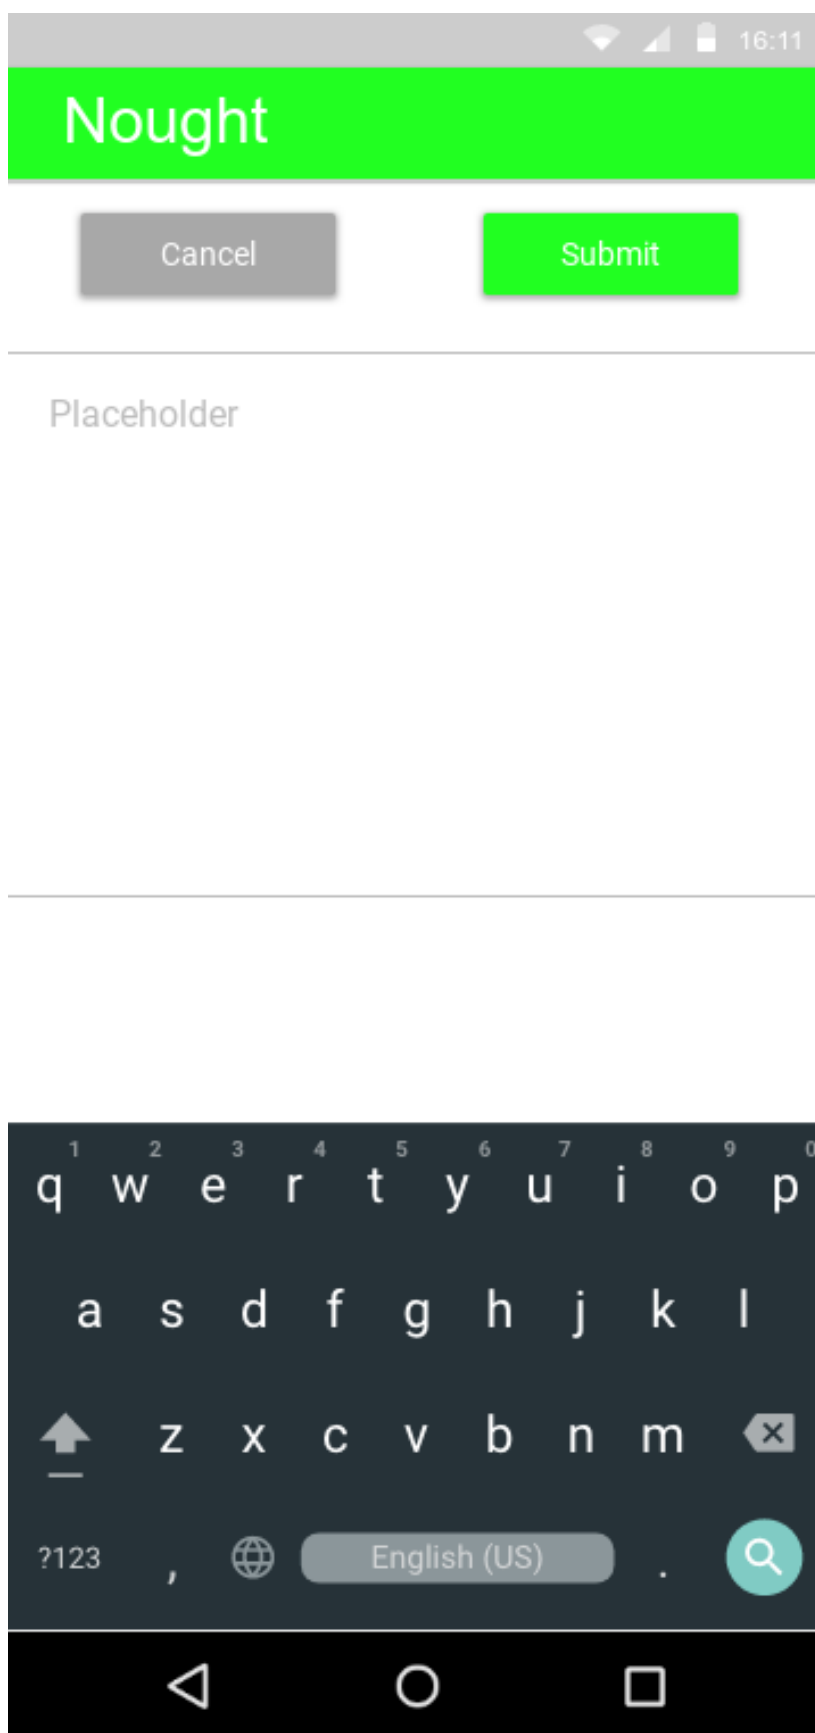 16:11
Nought
Cancel Submit
Placeholder
1 2 3 4 5 6 7 8 9 0
q w e r t y u i o p
a s d f g h j k l
z x c v b n m
?123 , English (US) .